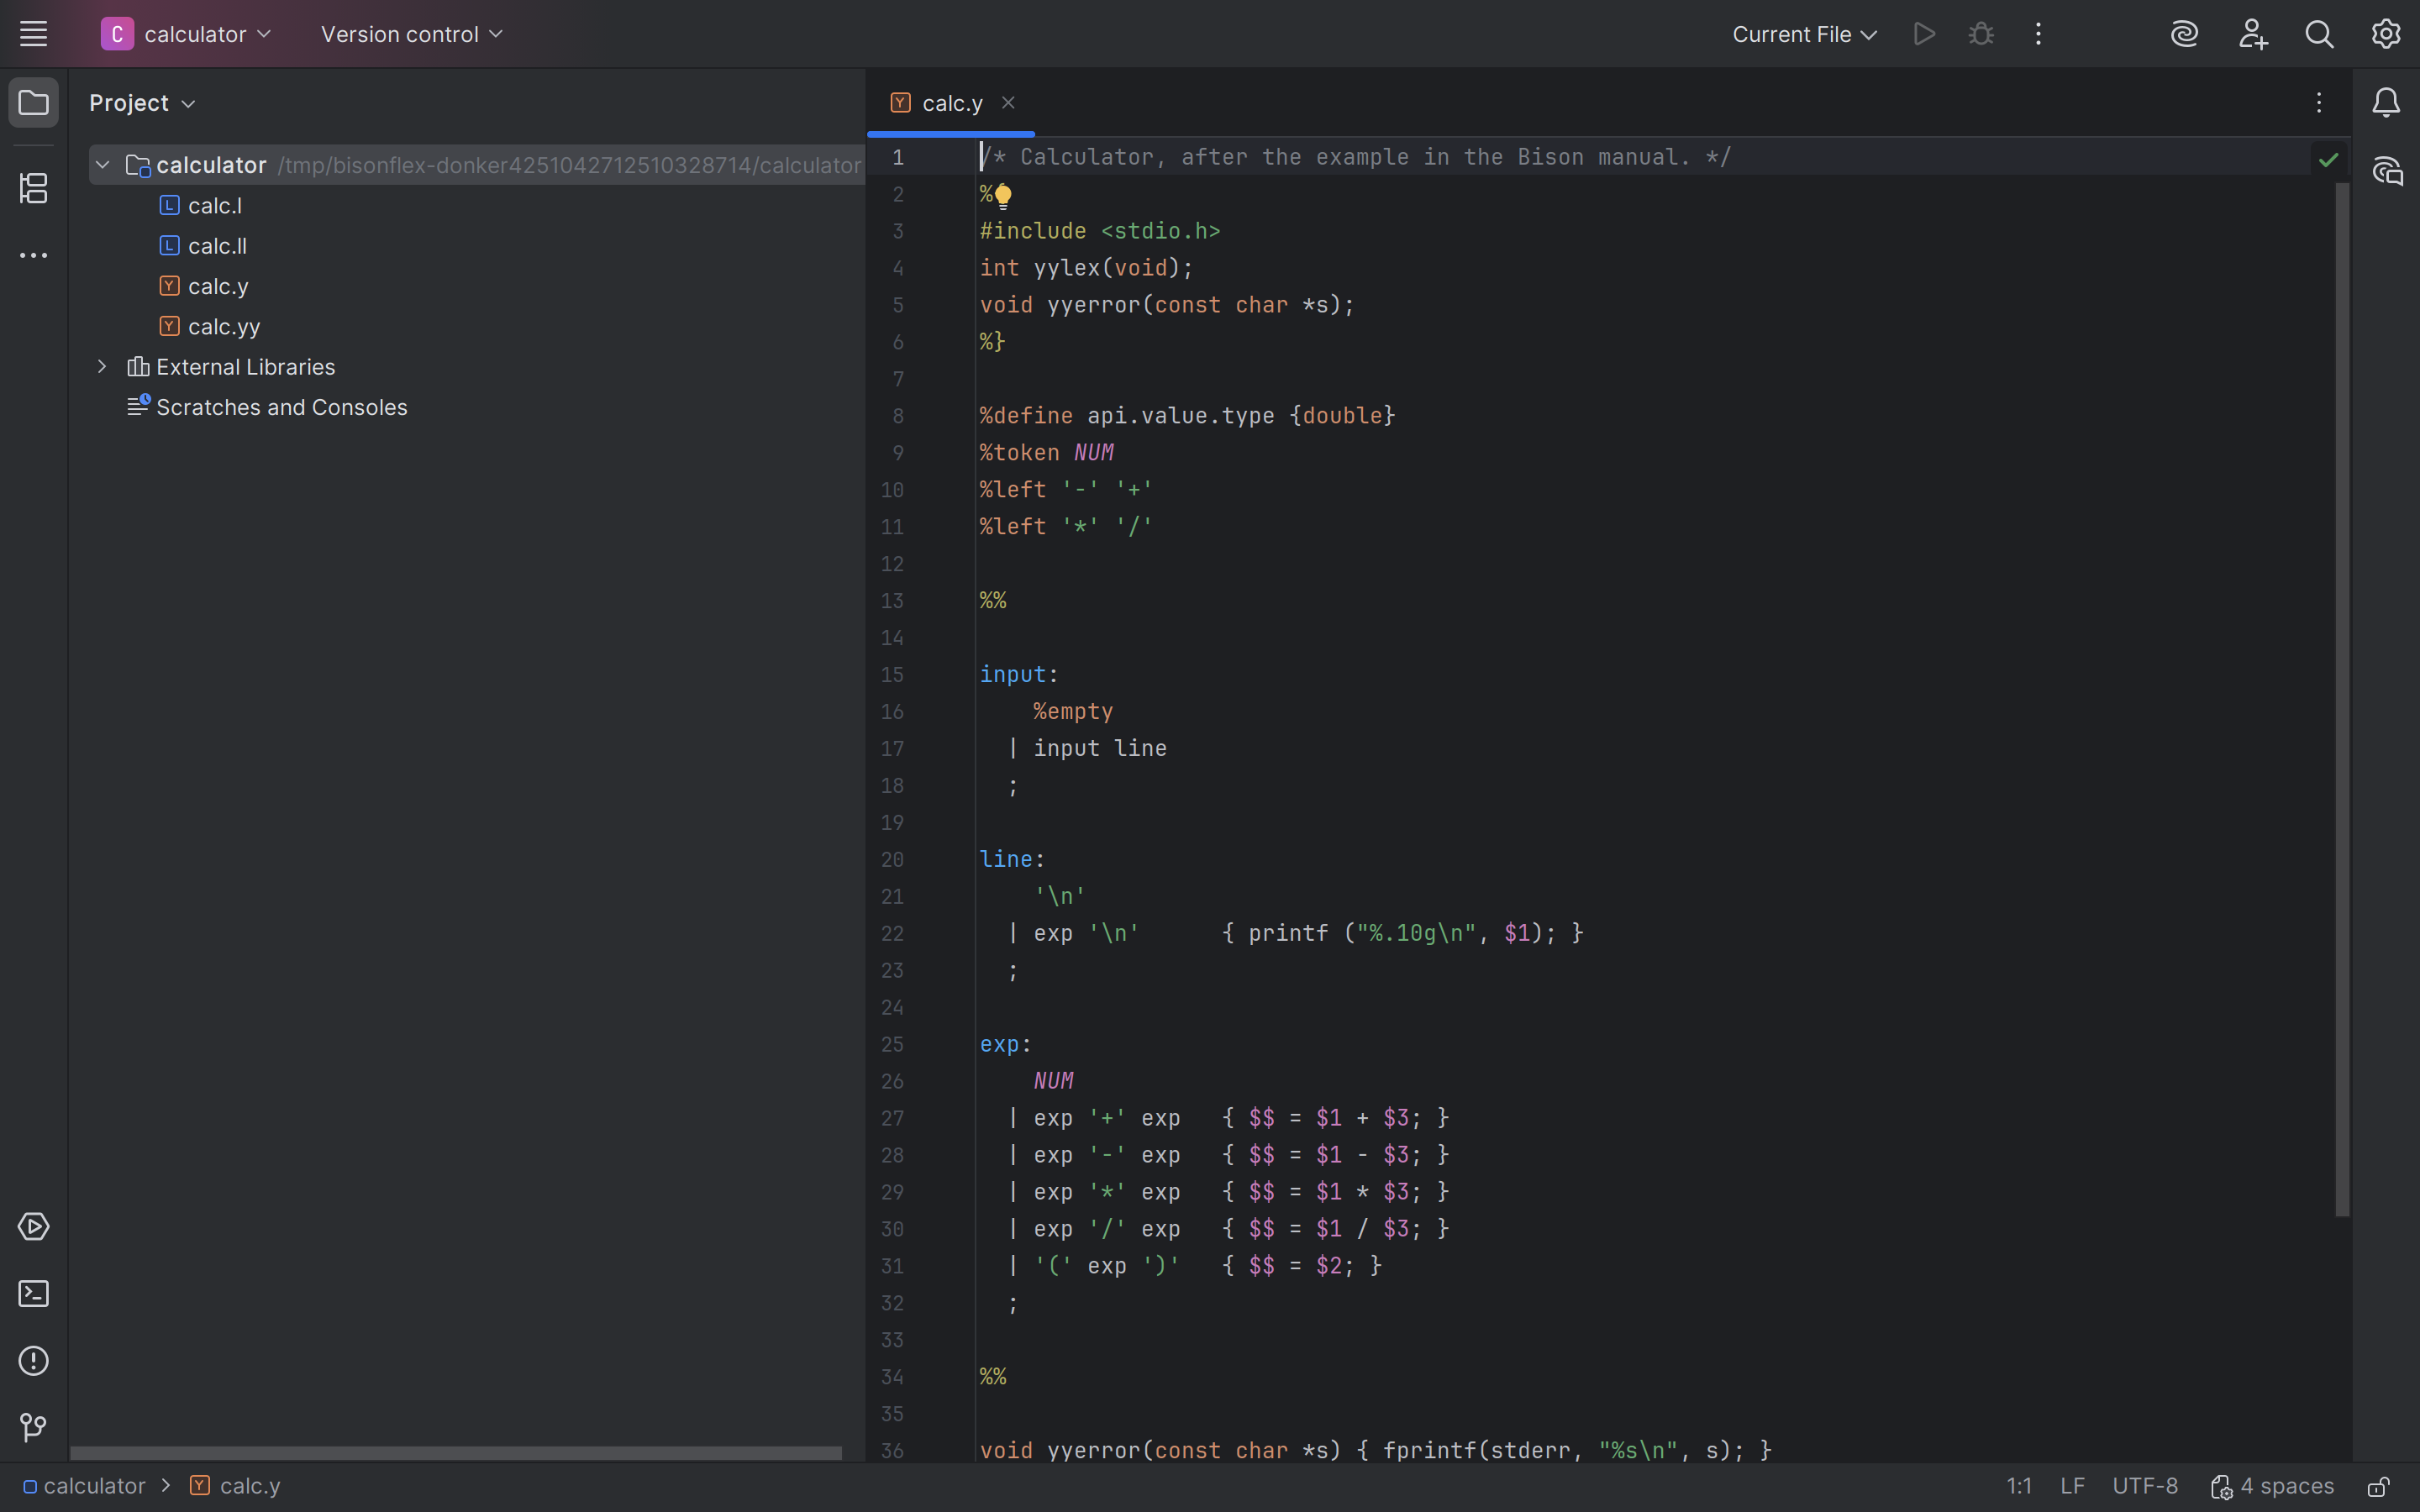 C calculator Version control Current File
Project
calculator /tmp/bisonflex-donker4251042712510328714/calculator
L calc.l
L calc.ll
Y calc.y
Y calc.yy
External Libraries
Scratches and Consoles
Y calc.y
1 /* Calculator, after the example in the Bison manual. */
2 %
3 #include <stdio.h>
4 int yylex(void);
5 void yyerror(const char *s);
6 %}
7
8 %define api.value.type {double}
9 %token NUM
10 %left '-' '+'
11 %left '*' '/'
12
13 %%
14
15 input:
16     %empty
17   | input line
18   ;
19
20 line:
21     '\n'
22   | exp '\n'      { printf ("%.10g\n", $1); }
23   ;
24
25 exp:
26     NUM
27   | exp '+' exp   { $$ = $1 + $3; }
28   | exp '-' exp   { $$ = $1 - $3; }
29   | exp '*' exp   { $$ = $1 * $3; }
30   | exp '/' exp   { $$ = $1 / $3; }
31   | '(' exp ')'   { $$ = $2; }
32   ;
33
34 %%
35
36 void yyerror(const char *s) { fprintf(stderr, "%s\n", s); }
calculator Y calc.y 1:1 LF UTF-8 4 spaces